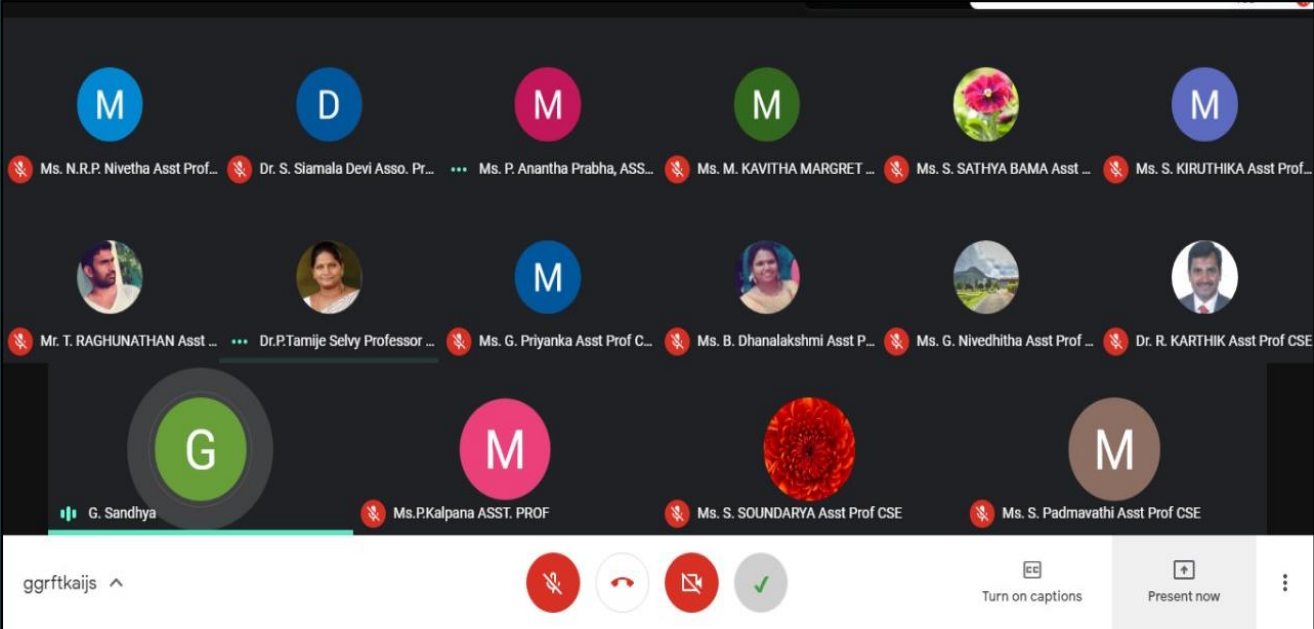 M D M M M
Ms. N.R.P. Nivetha Asst Prof... Dr. S. Siamala Devi Asso. Pr... Ms. P. Anantha Prabha, ASS... Ms. M. KAVITHA MARGRET ... Ms. S. SATHYA BAMA Asst ... Ms. S. KIRUTHIKA Asst Prof...
M
Mr. T. RAGHUNATHAN Asst ... Dr.P.Tamije Selvy Professor ... Ms. G. Priyanka Asst Prof C... Ms. B. Dhanalakshmi Asst P... Ms. G. Nivedhitha Asst Prof ... Dr. R. KARTHIK Asst Prof CSE
G M M
G. Sandhya Ms.P.Kalpana ASST. PROF Ms. S. SOUNDARYA Asst Prof CSE Ms. S. Padmavathi Asst Prof CSE
ggrftkaijs CC
Turn on captions Present now